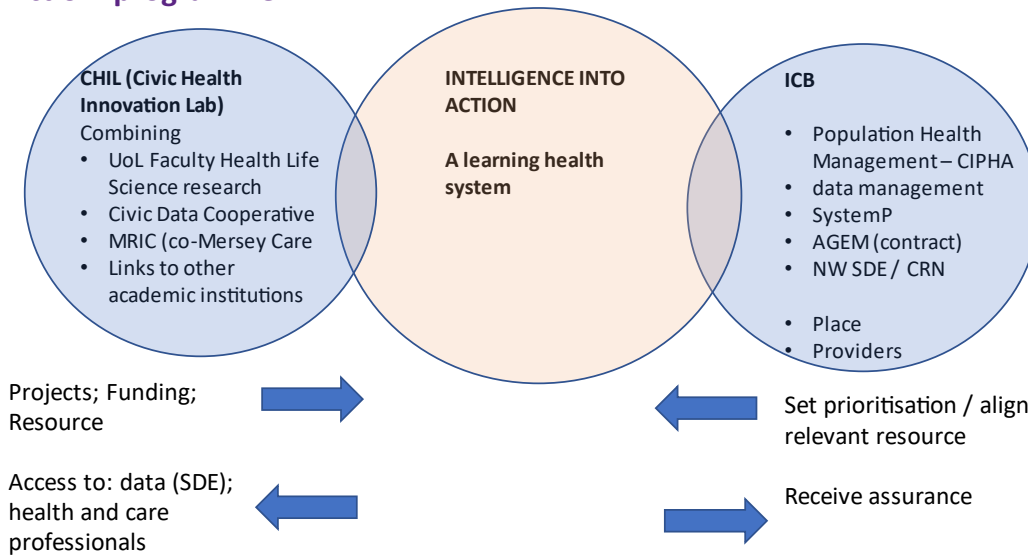 CHIL (Civic Health
Innovation Lab)
Combining
• UoL Faculty Health Life
Science research
• Civic Data Cooperative
• MRIC (co-Mersey Care
• Links to other
academic institutions
INTELLIGENCE INTO
ACTION
A learning health
system
ICB
• Population Health
Management – CIPHA
• data management
• SystemP
• AGEM (contract)
• NW SDE / CRN
• Place
• Providers
Projects; Funding;
Resource
Set prioritisation / align
relevant resource
Access to: data (SDE);
health and care
professionals
Receive assurance